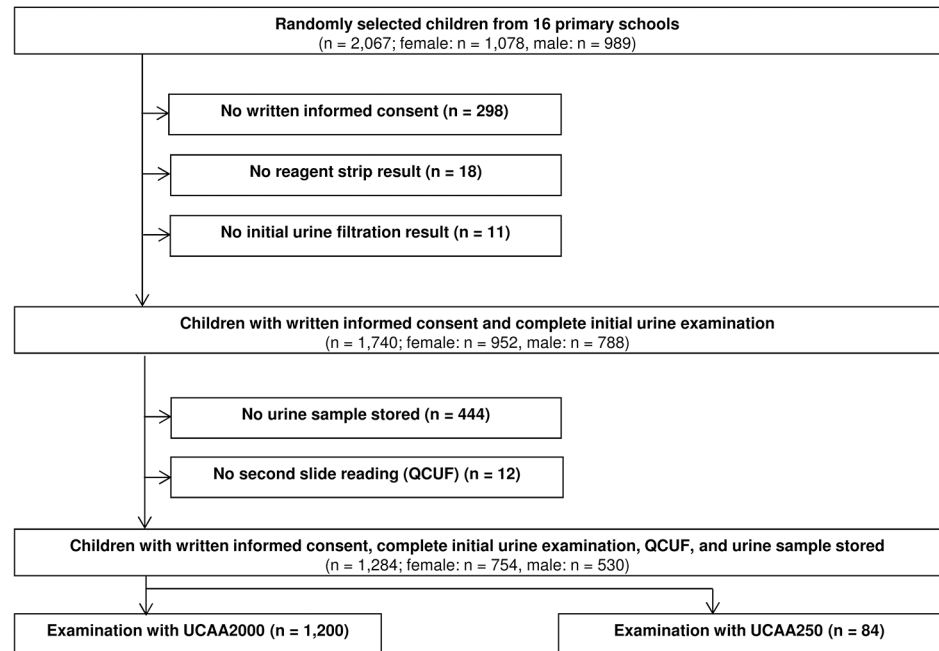 Randomly selected children from 16 primary schools
(n = 2,067; female: n = 1,078, male: n = 989)
No written informed consent (n = 298)
No reagent strip result (n = 18)
No initial urine filtration result (n = 11)
Children with written informed consent and complete initial urine examination
(n = 1,740; female: n = 952, male: n = 788)
No urine sample stored (n = 444)
No second slide reading (QCUF) (n = 12)
Children with written informed consent, complete initial urine examination, QCUF, and urine sample stored
(n = 1,284; female: n = 754, male: n = 530)
Examination with UCAA2000 (n = 1,200)
Examination with UCAA250 (n = 84)